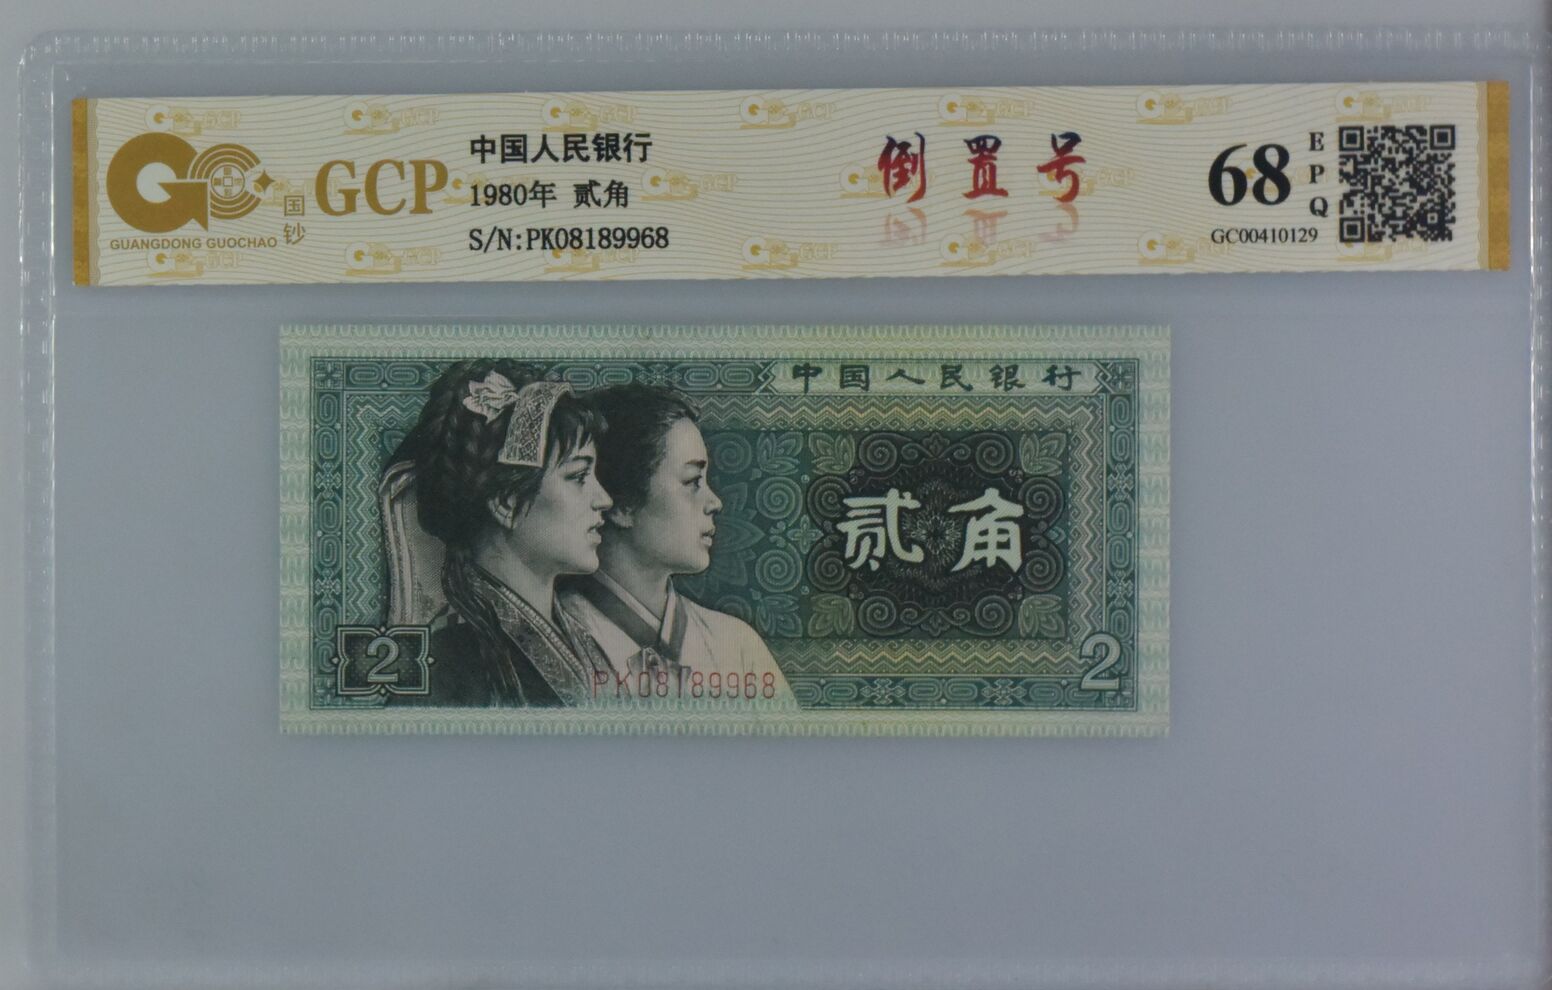 GUANGDONG GUOCHAO
国钞
GCP
中国人民银行
1980年 贰角
S/N:PK08189968
倒置号
68
EPQ
GC00410129
中国人民银行
贰角
2
2
PK08189968